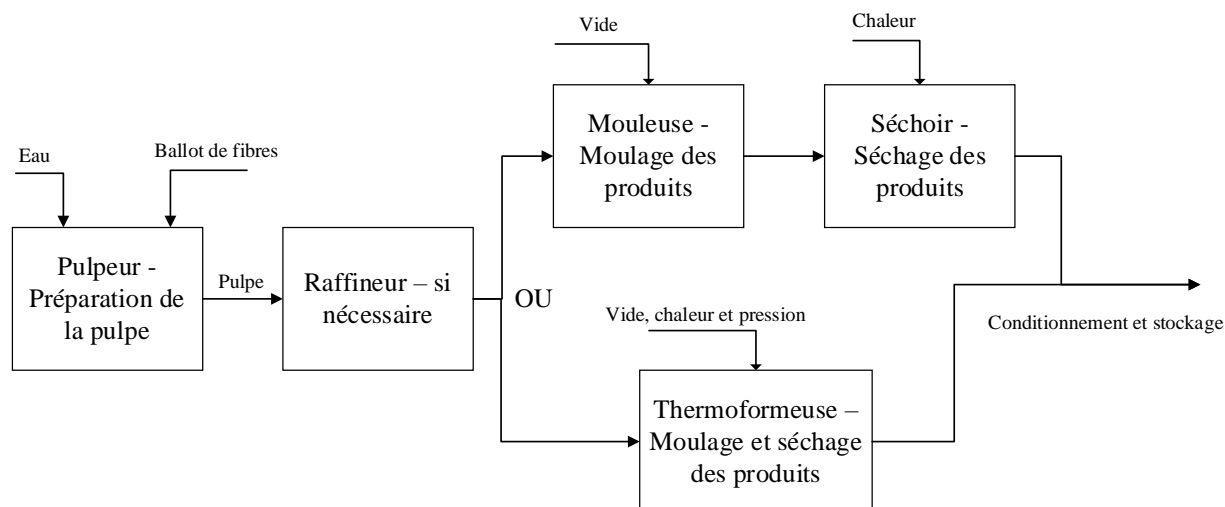 Vide
Chaleur
Mouleuse -
Moulage des
produits
Séchoir -
Séchage des
produits
Eau
Ballot de fibres
Pulpeur -
Préparation de
la pulpe
Pulpe
Raffineur – si
nécessaire
OU
Vide, chaleur et pression
Conditionnement et stockage
Thermoformeuse –
Moulage et séchage
des produits